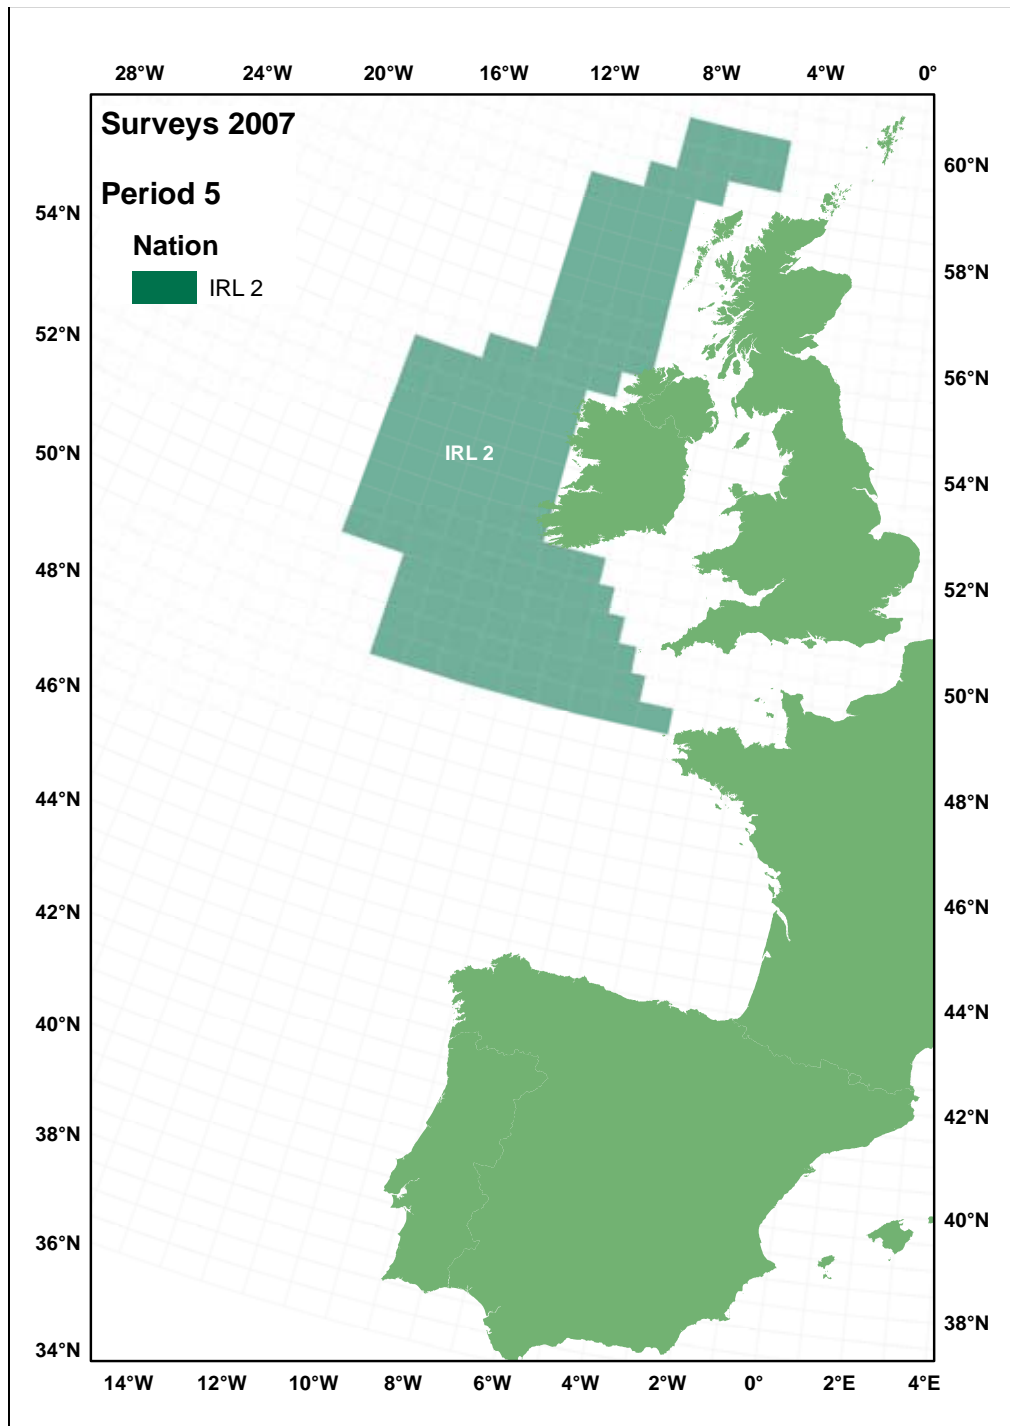 28°W 24°W 20°W 16°W 12°W 8°W 4°W 0°
Surveys 2007
Period 5
Nation
IRL 2
IRL 2
54°N
52°N
50°N
48°N
46°N
44°N
42°N
40°N
38°N
36°N
34°N
60°N
58°N
56°N
54°N
52°N
50°N
48°N
46°N
44°N
42°N
40°N
38°N
14°W 12°W 10°W 8°W 6°W 4°W 2°W 0° 2°E 4°E